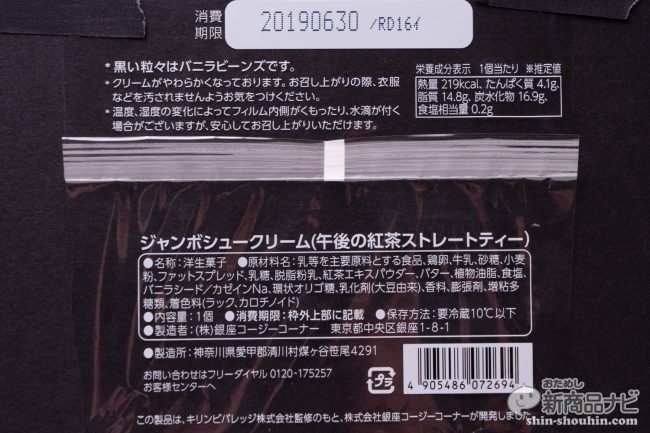 消費
期限
20190630 /RD164
*黒い粒々はバニラビーンズです。
*クリームがやわらかくなっております。お召し上がりの際、衣服
などを汚されませんようお気をつけください。
*温度、湿度の変化によってフィルム内側がくもったり、水滴が付く
場合がございますが、安心してお召し上がりいただけます。
栄養成分表示 1個当たり ※推定値
熱量 219kcal、たんぱく質 4.1g、
脂質 14.8g、炭水化物 16.9g、
食塩相当量 0.2g
ジャンボシュークリーム(午後の紅茶ストレートティー)
●名称:洋生菓子 ●原材料名:乳等を主要原料とする食品、鶏卵、牛乳、砂糖、小麦
粉、ファットスプレッド、乳糖、脱脂粉乳、紅茶エキスパウダー、バター、植物油脂、食塩、
バニラシード/カゼインNa、環状オリゴ糖、乳化剤(大豆由来)、香料、膨張剤、増粘多
糖類、着色料(ラック、カロチノイド)
●内容量:1個 ●消費期限:枠外上部に記載 ●保存方法:要冷蔵10℃以下
●製造者:(株)銀座コージーコーナー 東京都中央区銀座1-8-1
●製造所:神奈川県愛甲郡清川村煤ヶ谷笹尾4291
お問い合わせはフリーダイヤル 0120-175257
お客様センターへ
プラ
4 905486 072694
この製品は、キリンビバレッジ株式会社監修のもと、株式会社銀座コージーコーナーが開発しました。
おためし
新商品ナビ
shin-shouhin.com